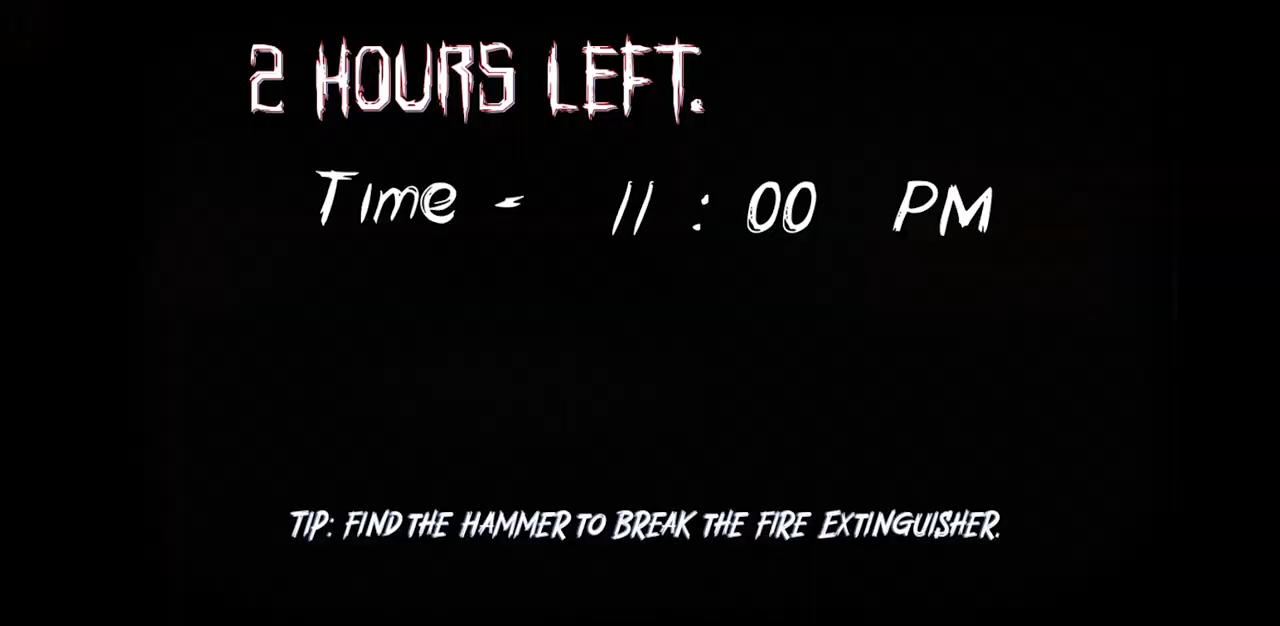 2 HOURS LEFT.
Time - 11 : 00 PM
TIP: FIND THE HAMMER TO BREAK THE FIRE EXTINGUISHER.